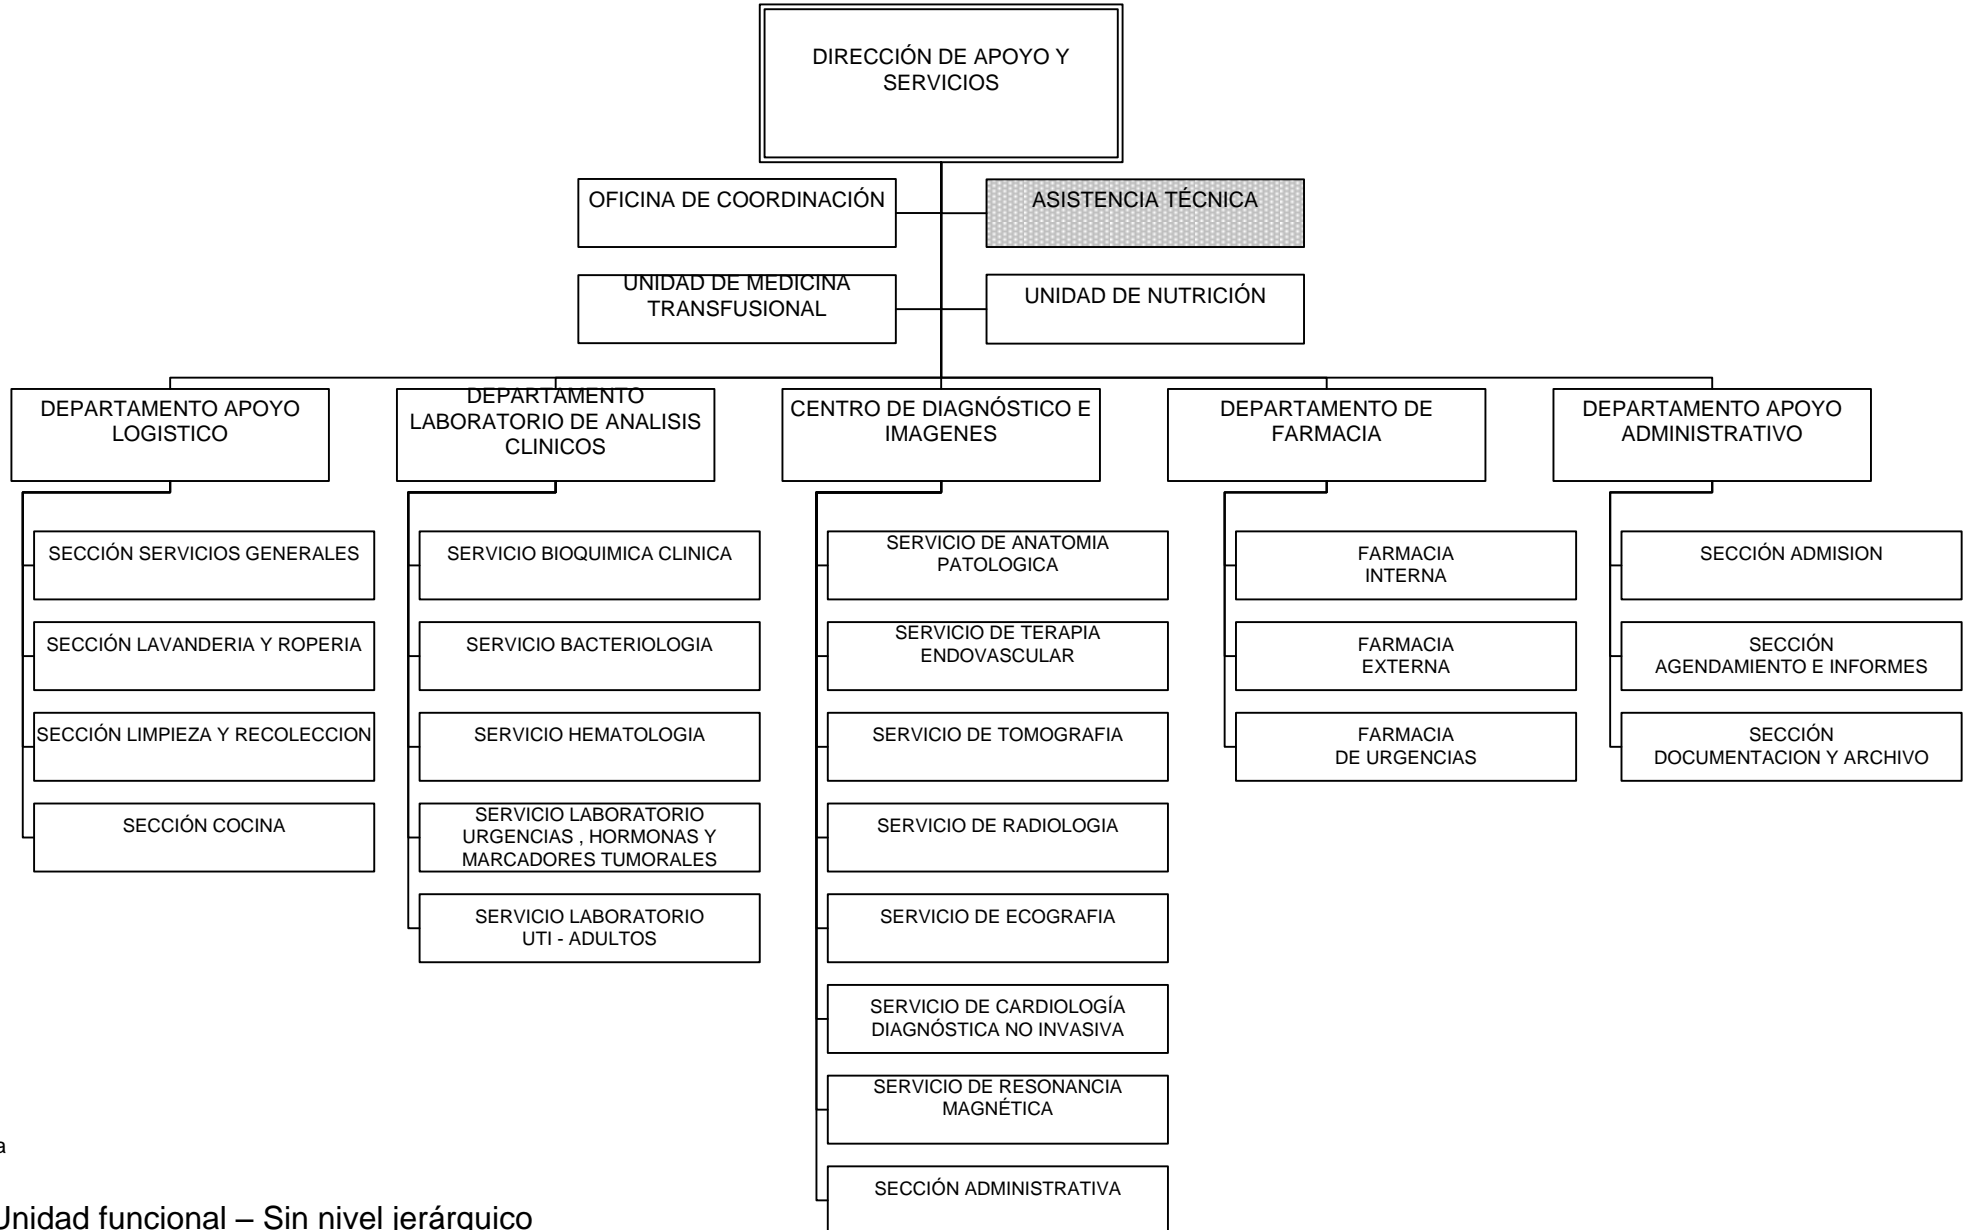 DIRECCIÓN DE APOYO Y
SERVICIOS
OFICINA DE COORDINACIÓN
ASISTENCIA TÉCNICA
UNIDAD DE MEDICINA
TRANSFUSIONAL
UNIDAD DE NUTRICIÓN
DEPARTAMENTO APOYO
LOGISTICO
DEPARTAMENTO
LABORATORIO DE ANALISIS
CLINICOS
CENTRO DE DIAGNÓSTICO E
IMAGENES
DEPARTAMENTO DE
FARMACIA
DEPARTAMENTO APOYO
ADMINISTRATIVO
SECCIÓN SERVICIOS GENERALES
SECCIÓN LAVANDERIA Y ROPERIA
SECCIÓN LIMPIEZA Y RECOLECCION
SECCIÓN COCINA
SERVICIO BIOQUIMICA CLINICA
SERVICIO BACTERIOLOGIA
SERVICIO HEMATOLOGIA
SERVICIO LABORATORIO
URGENCIAS , HORMONAS Y
MARCADORES TUMORALES
SERVICIO LABORATORIO
UTI - ADULTOS
SERVICIO DE ANATOMIA
PATOLOGICA
SERVICIO DE TERAPIA
ENDOVASCULAR
SERVICIO DE TOMOGRAFIA
SERVICIO DE RADIOLOGIA
SERVICIO DE ECOGRAFIA
SERVICIO DE CARDIOLOGÍA
DIAGNÓSTICA NO INVASIVA
SERVICIO DE RESONANCIA
MAGNÉTICA
SECCIÓN ADMINISTRATIVA
FARMACIA
INTERNA
FARMACIA
EXTERNA
FARMACIA
DE URGENCIAS
SECCIÓN ADMISION
SECCIÓN
AGENDAMIENTO E INFORMES
SECCIÓN
DOCUMENTACION Y ARCHIVO
a
Unidad funcional – Sin nivel jerárquico